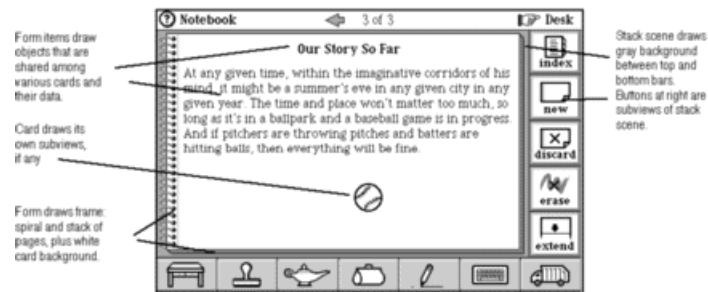 Notebook
3 of 3
Desk
Form items draw
objects that are
shared among
various cards and
their data.
Card draws its
own subviews,
if any
Form draws frame:
spiral and stack of
pages, plus white
card background.
Our Story So Far
At any given time, within the imaginative corridors of his
mind, it might be a summer's eve in any given city in any
given year. The time and place won't matter too much, so
long as it's in a ballpark and a baseball game is in progress.
And if pitchers are throwing pitches and batters are
hitting balls, then everything will be fine.
index
new
discard
erase
extend
Stack scene draws
gray background
between top and
bottom bars.
Buttons at right are
subviews of stack
scene.